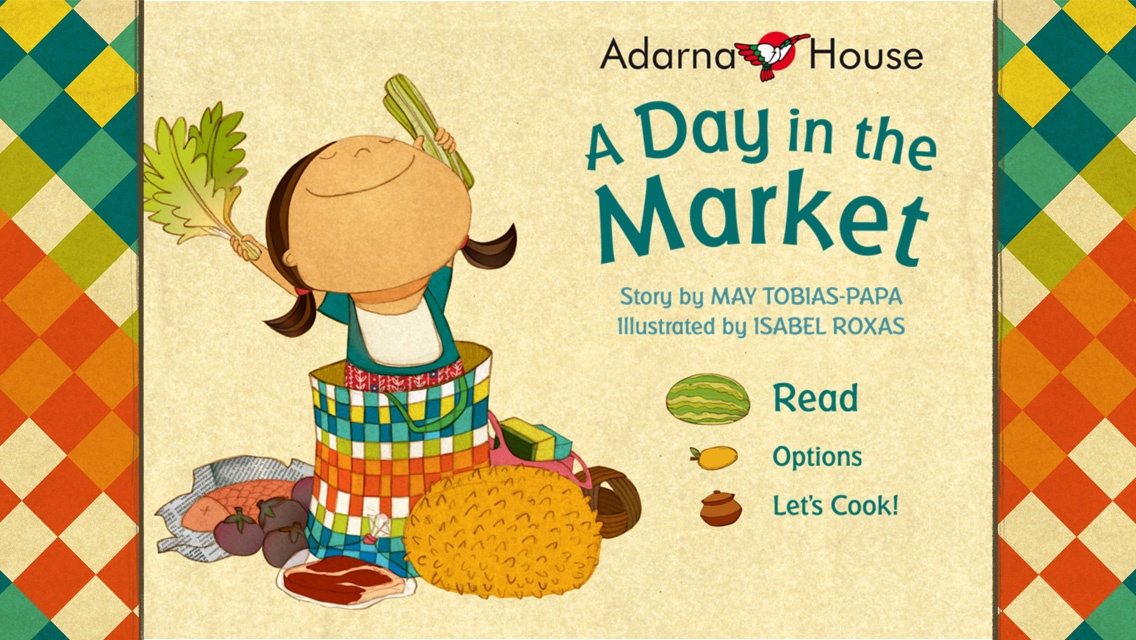 Adarna House
A Day in the
Market
Story by MAY TOBIAS-PAPA
Illustrated by ISABEL ROXAS
Read
Options
Let's Cook!